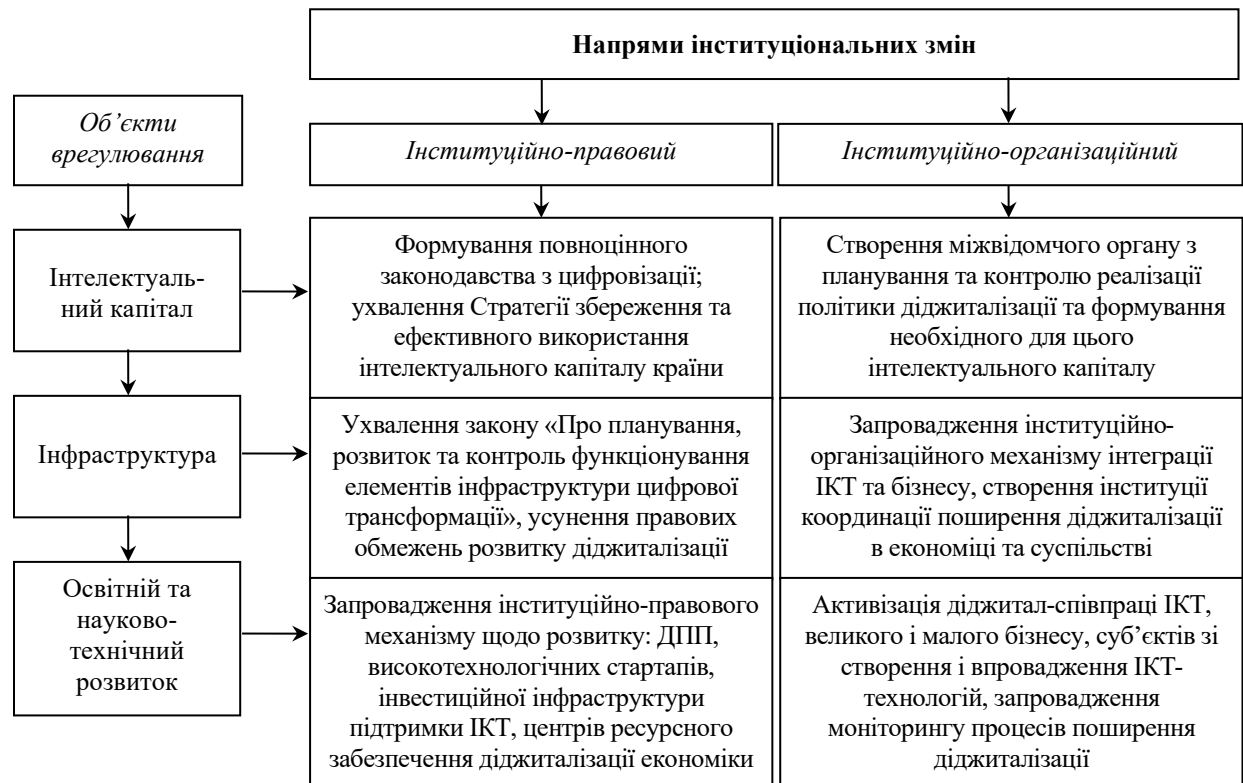 Напрями інституціональних змін
Об’єкти
врегулювання
Інституційно-правовий
Інституційно-організаційний
Інтелектуаль-
ний капітал
Формування повноцінного
законодавства з цифровізації;
ухвалення Стратегії збереження та
ефективного використання
інтелектуального капіталу країни
Створення міжвідомчого органу з
планування та контролю реалізації
політики діджиталізації та формування
необхідного для цього
інтелектуального капіталу
Інфраструктура
Ухвалення закону «Про планування,
розвиток та контроль функціонування
елементів інфраструктури цифрової
трансформації», усунення правових
обмежень розвитку діджиталізації
Запровадження інституційно-
організаційного механізму інтеграції
ІКТ та бізнесу, створення інституції
координації поширення діджиталізації
в економіці та суспільстві
Освітній та
науково-
технічний
розвиток
Запровадження інституційно-правового
механізму щодо розвитку: ДПП,
високотехнологічних стартапів,
інвестиційної інфраструктури
підтримки ІКТ, центрів ресурсного
забезпечення діджиталізації економіки
Активізація діджитал-співпраці ІКТ,
великого і малого бізнесу, суб’єктів зі
створення і впровадження ІКТ-
технологій, запровадження
моніторингу процесів поширення
діджиталізації